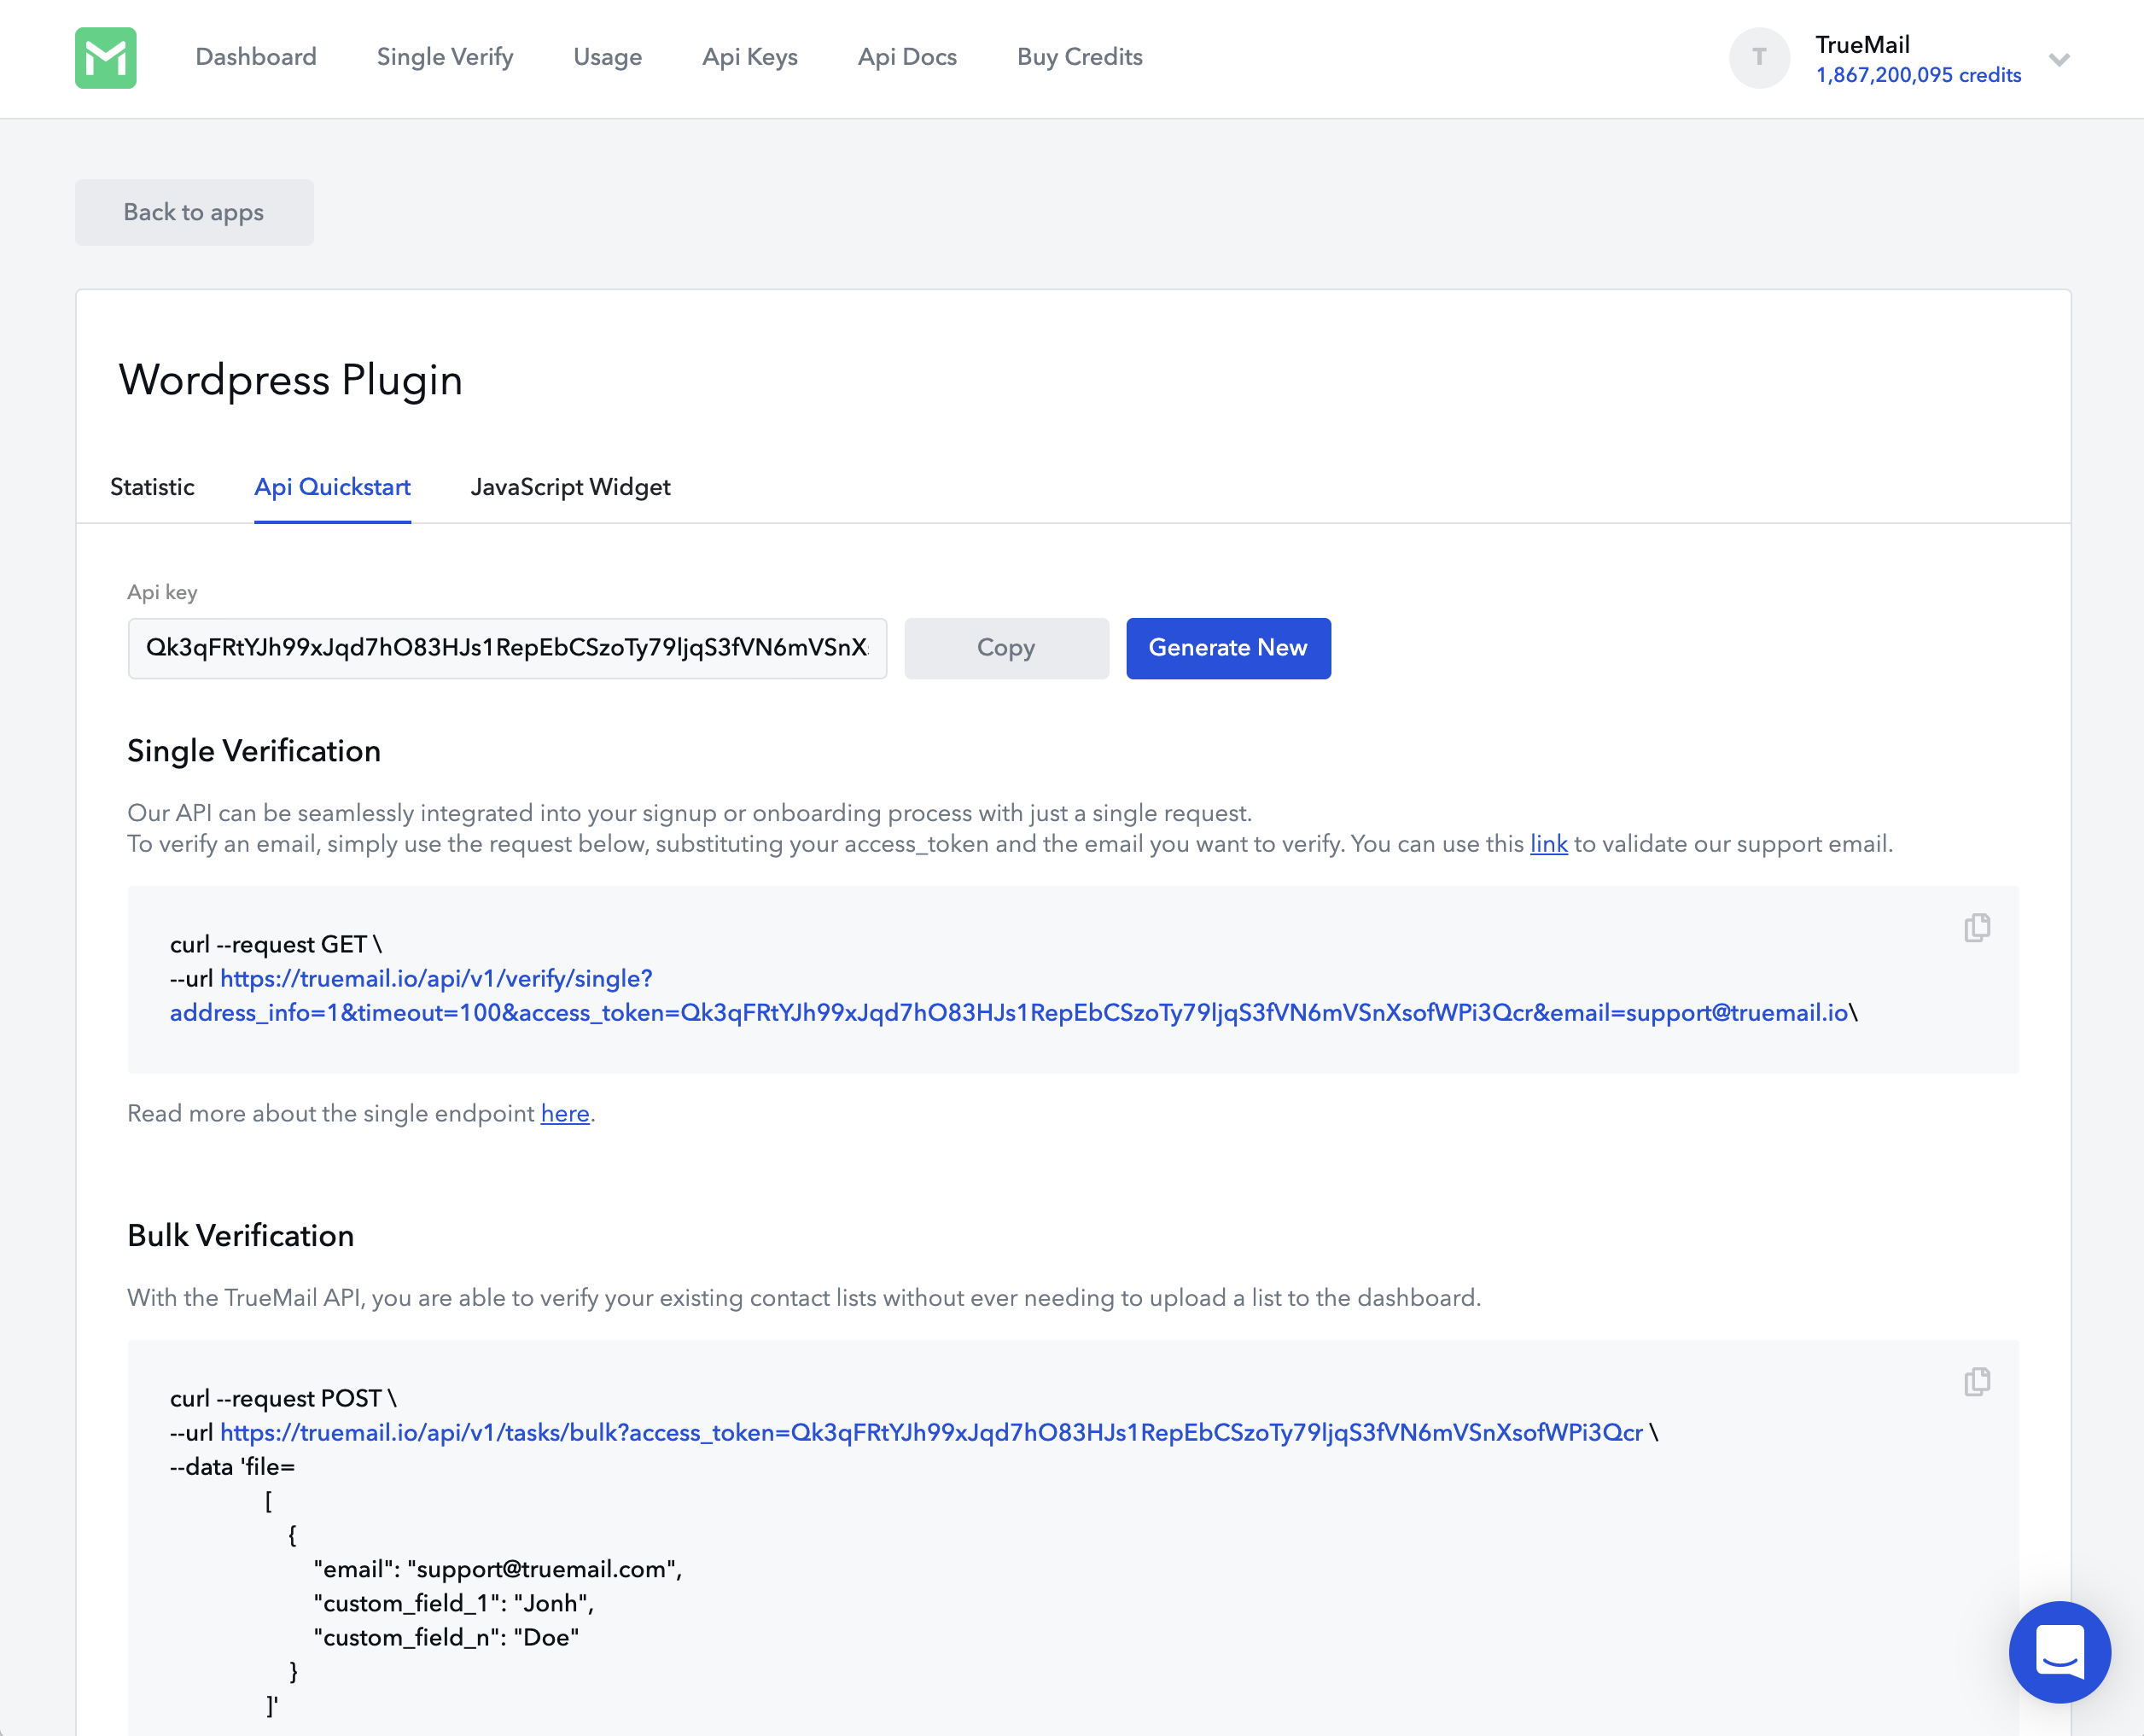 Dashboard Single Verify Usage Api Keys Api Docs Buy Credits
T
TrueMail
1,867,200,095 credits
Back to apps
Wordpress Plugin
Statistic Api Quickstart JavaScript Widget
Api key
Qk3qFRtYJh99xJqd7hO83HJs1RepEbCSzoTy79ljqS3fVN6mVSnX
Copy
Generate New
Single Verification
Our API can be seamlessly integrated into your signup or onboarding process with just a single request.
To verify an email, simply use the request below, substituting your access_token and the email you want to verify. You can use this link to validate our support email.
curl --request GET \
--url https://truemail.io/api/v1/verify/single?
address_info=1&timeout=100&access_token=Qk3qFRtYJh99xJqd7hO83HJs1RepEbCSzoTy79ljqS3fVN6mVSnXsofWPi3Qcr&email=support@truemail.io\
Read more about the single endpoint here.
Bulk Verification
With the TrueMail API, you are able to verify your existing contact lists without ever needing to upload a list to the dashboard.
curl --request POST \
--url https://truemail.io/api/v1/tasks/bulk?access_token=Qk3qFRtYJh99xJqd7hO83HJs1RepEbCSzoTy79ljqS3fVN6mVSnXsofWPi3Qcr \
--data 'file=
[
{
"email": "support@truemail.com",
"custom_field_1": "Jonh",
"custom_field_n": "Doe"
}
]'